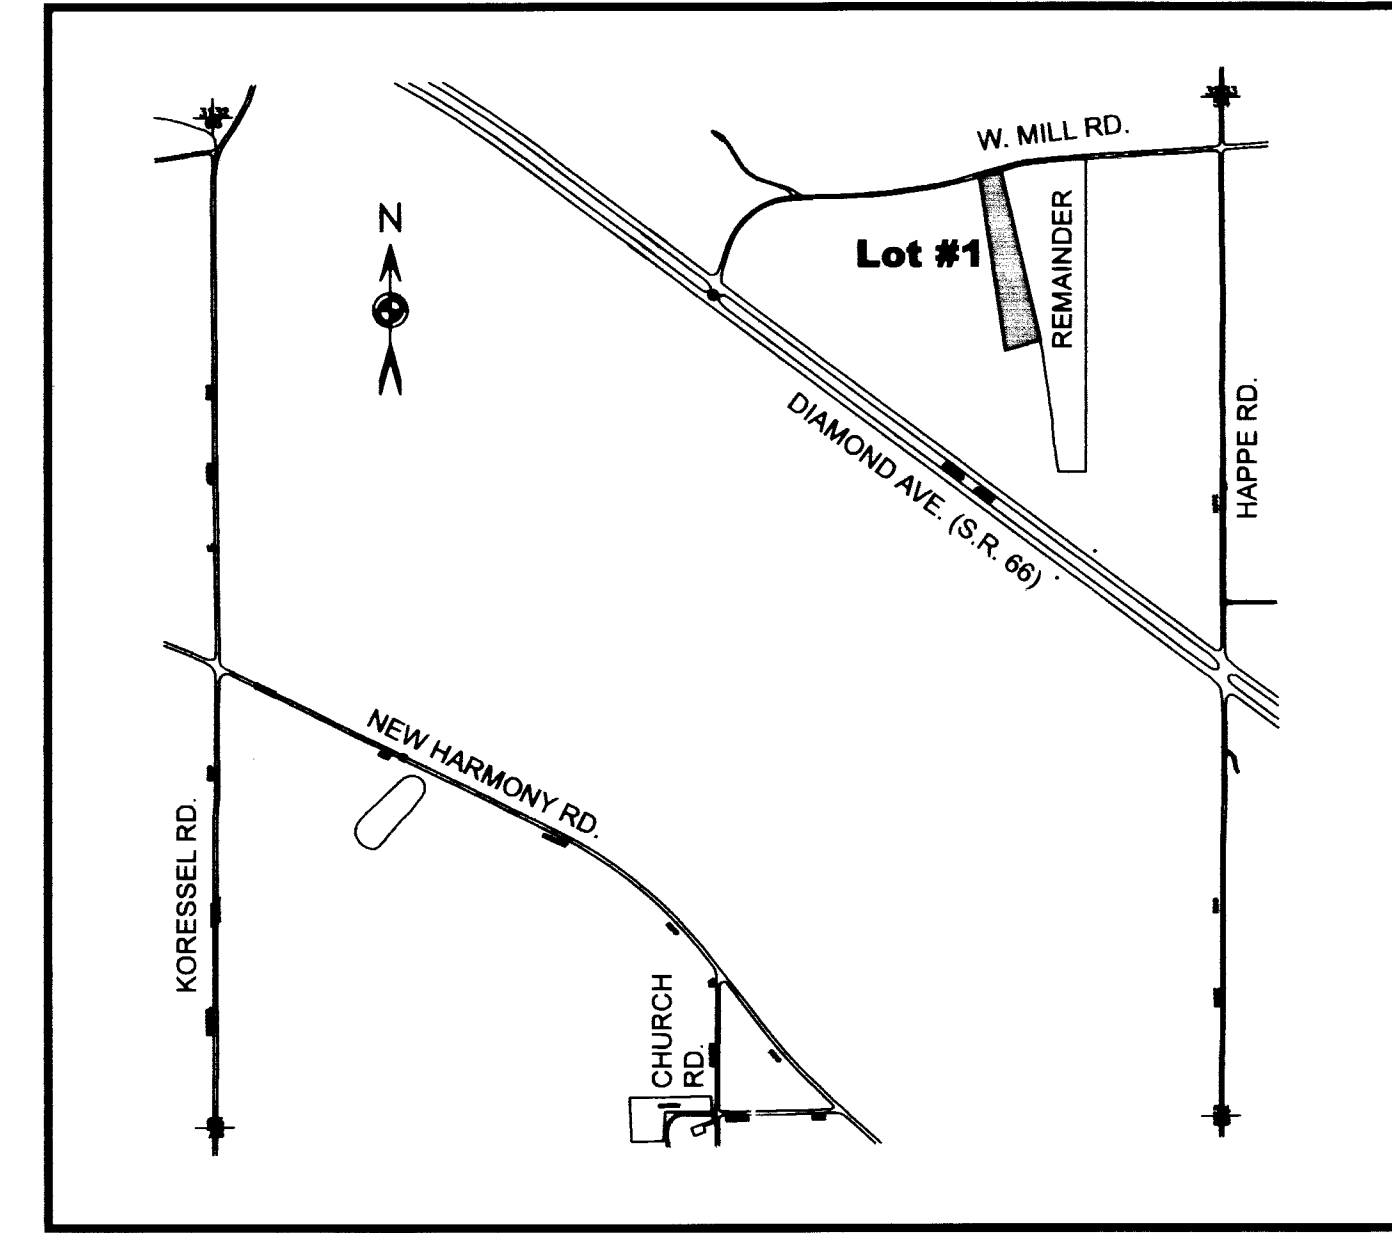 W. MILL RD.
N
Lot #1
REMAINDER
DIAMOND AVE. (S.R. 66)
HAPPE RD.
NEW HARMONY RD.
KORESSEL RD.
CHURCH
RD.